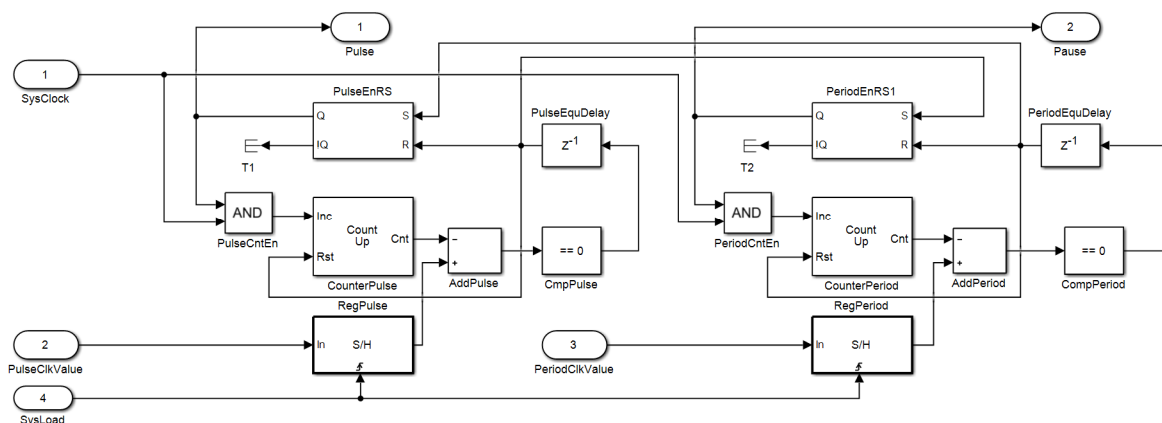 1
Pulse
2
Pause
1
SysClock
PulseEnRS
Q
S
IQ
R
T1
PulseEquDelay
z-1
PeriodEnRS1
Q
S
IQ
R
T2
PeriodEquDelay
z-1
AND
PulseCntEn
Inc
Count
Up
Cnt
Rst
CounterPulse
−
+
AddPulse
== 0
CmpPulse
AND
PeriodCntEn
Inc
Count
Up
Cnt
Rst
CounterPeriod
−
+
AddPeriod
== 0
CompPeriod
2
PulseClkValue
RegPulse
In
S/H
3
PeriodClkValue
RegPeriod
In
S/H
4
SysLoad